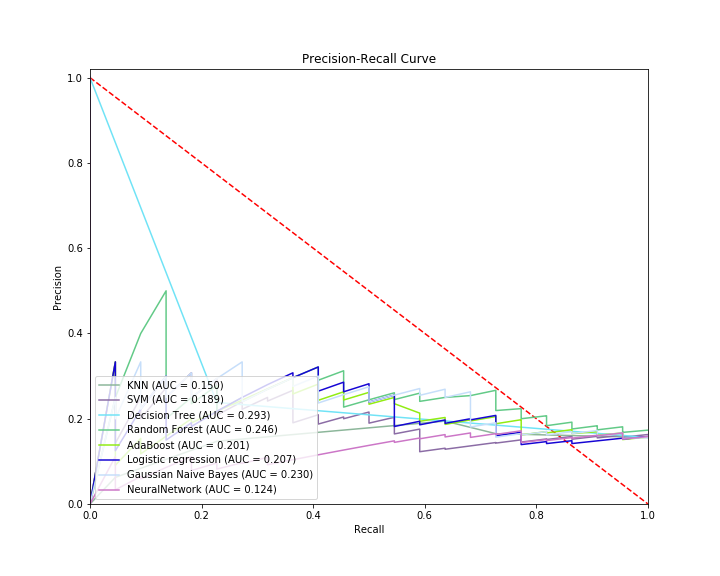 Precision-Recall Curve
1.0
0.8
0.6
0.4
0.2
0.0
Precision
KNN (AUC = 0.150)
SVM (AUC = 0.189)
Decision Tree (AUC = 0.293)
Random Forest (AUC = 0.246)
AdaBoost (AUC = 0.201)
Logistic regression (AUC = 0.207)
Gaussian Naive Bayes (AUC = 0.230)
NeuralNetwork (AUC = 0.124)
0.0 0.2 0.4 0.6 0.8 1.0
Recall